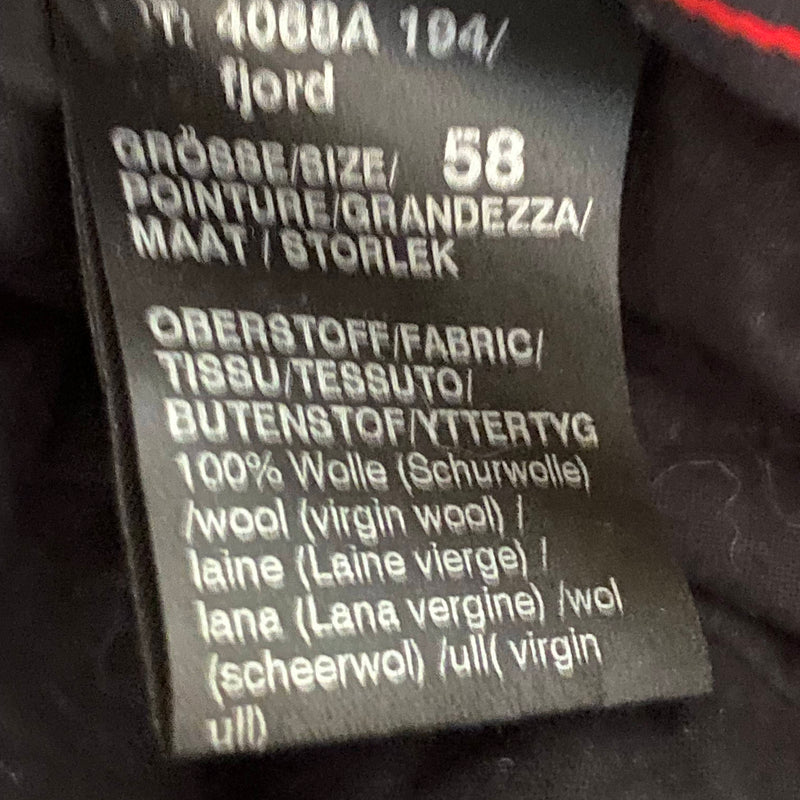 4008A 194/
fjord
GRÖSSE/SIZE/ 58
POINTURE/GRANDEZZA/
MAAT / STORLEK
OBERSTOFF/FABRIC/
TISSU/TESSUTO/
BUTENSTOF/YTTERTYG
100% Wolle (Schurwolle)
/wool (virgin wool) /
laine (Laine vierge) /
lana (Lana vergine) /wol
(scheerwol) /ull( virgin
ull)